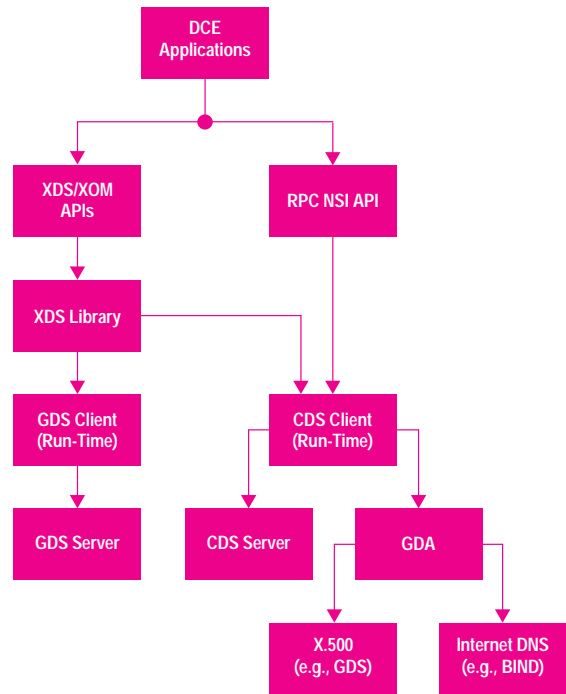 DCE
Applications
XDS/XOM
APIs
RPC NSI API
XDS Library
GDS Client
(Run-Time)
CDS Client
(Run-Time)
GDS Server
CDS Server
GDA
X.500
(e.g., GDS)
Internet DNS
(e.g., BIND)